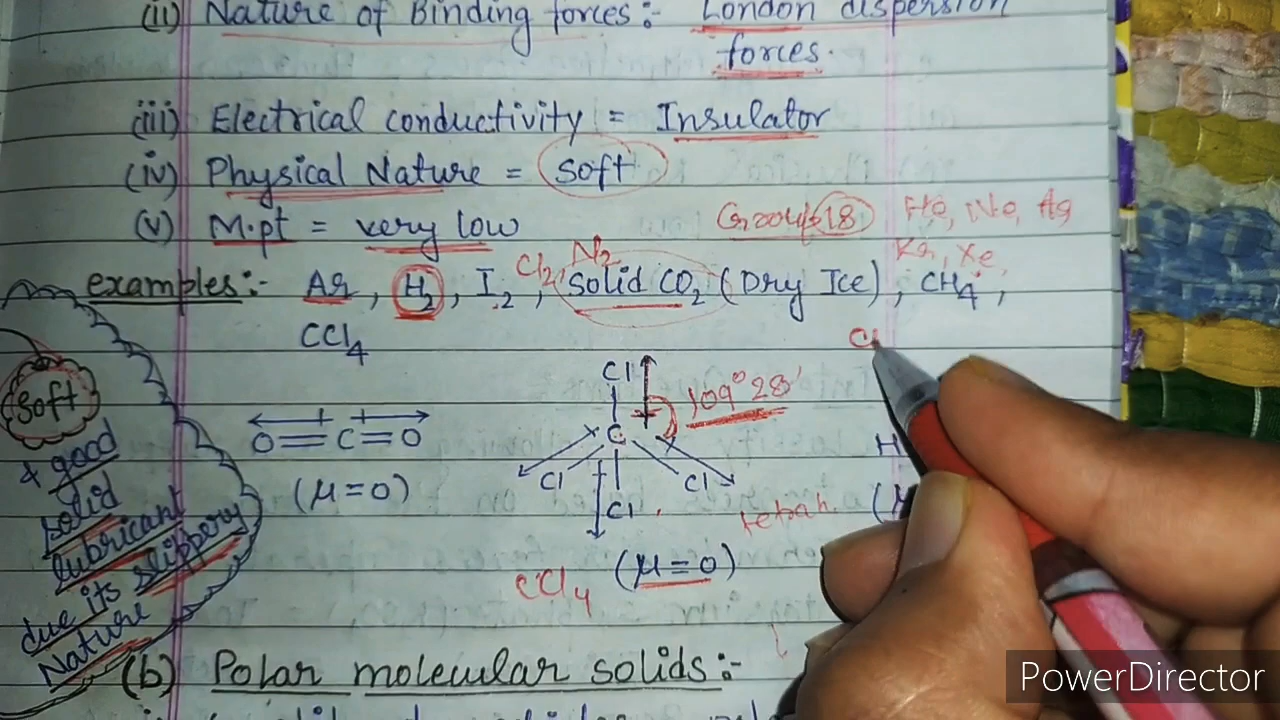 (ii) Nature of Binding forces:- London dispersion
forces.
(iii) Electrical conductivity = Insulator
(iv) Physical Nature = soft
(v) M.pt = very low
Group 18 He, Ne, Ar
Kr, Xe,
Cl2, N2
examples:- Ar, H2, I2, solid CO2 (Dry Ice), CH4,
CCl4
Cl
109°28'
O=C=O
(μ=0)
C
Cl Cl
Cl
tetrah.
H
(μ
CCl4 (μ=0)
soft
& good
solid
lubricant
due its slippery
Nature
(b) Polar molecular solids:-
PowerDirector